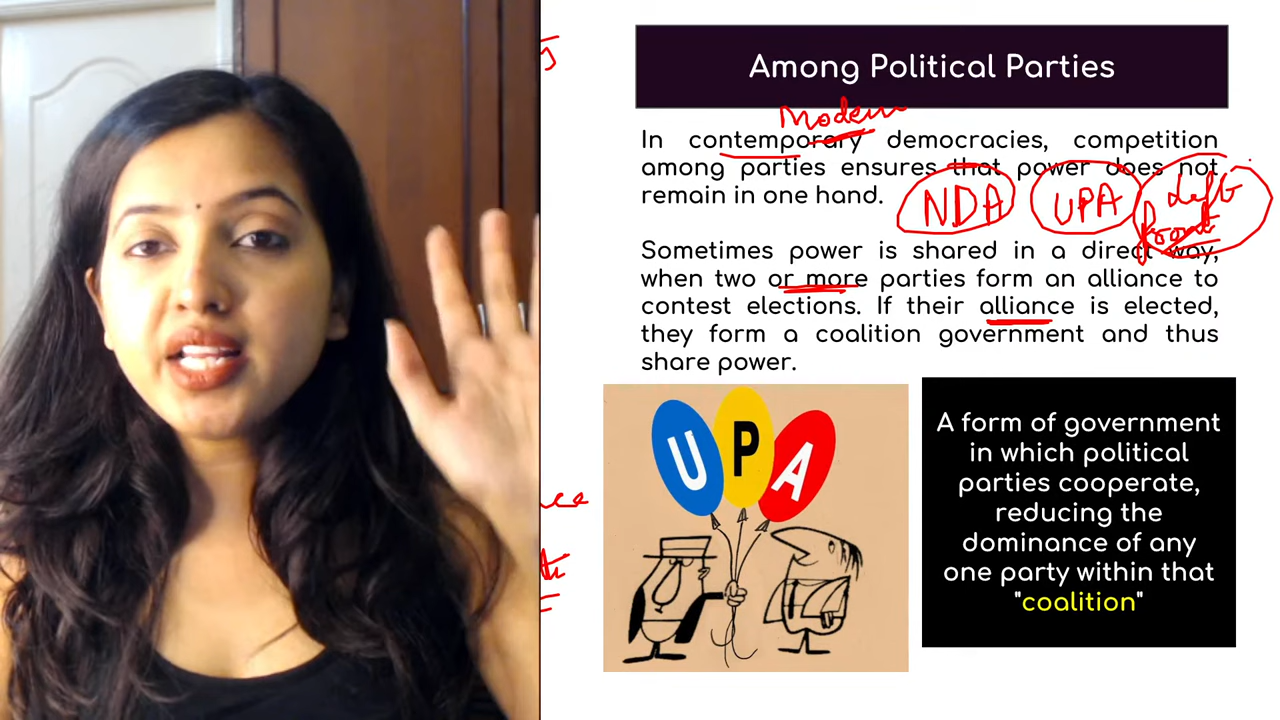 Among Political Parties
Modern
In contemporary democracies, competition
among parties ensures that power does not
remain in one hand.
NDA UPA Left
front
Sometimes power is shared in a direct way,
when two or more parties form an alliance to
contest elections. If their alliance is elected,
they form a coalition government and thus
share power.
UPA
A form of government
in which political
parties cooperate,
reducing the
dominance of any
one party within that
"coalition"